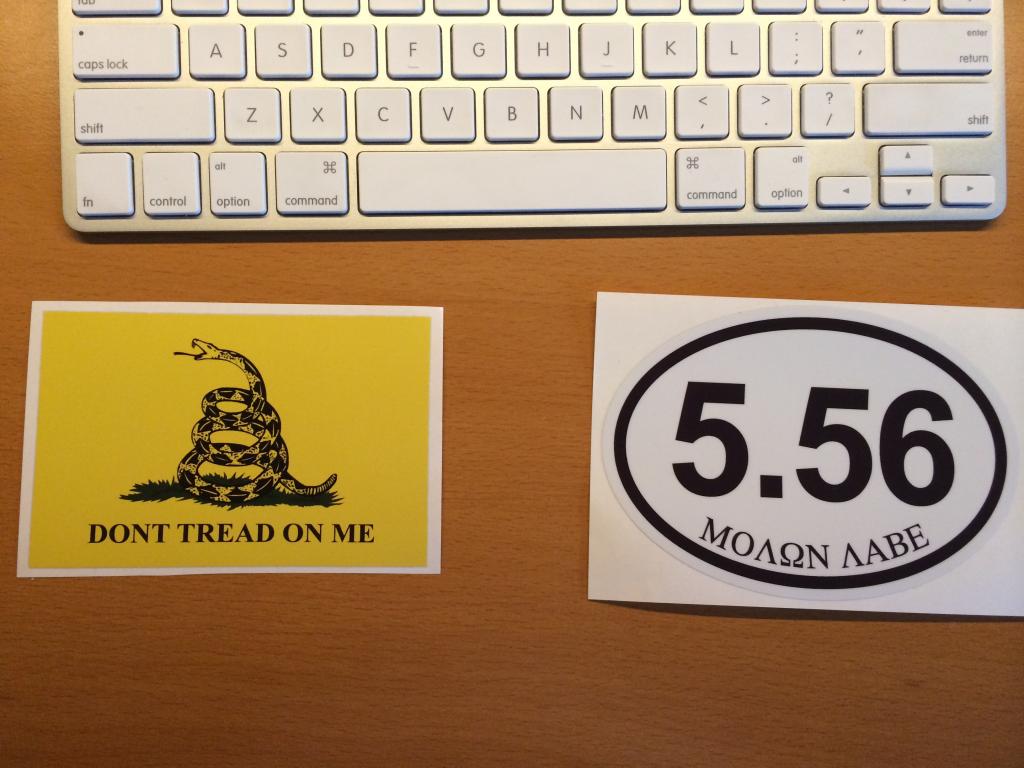 tab
caps lock A S D F G H J K L : ; " ' enter return
shift Z X C V B N M < , > . ? / shift
fn control alt option ⌘ command ⌘ command alt option ◄ ▲ ▼ ►
DONT TREAD ON ME
5.56
ΜΟΛΩΝ ΛΑΒΕ